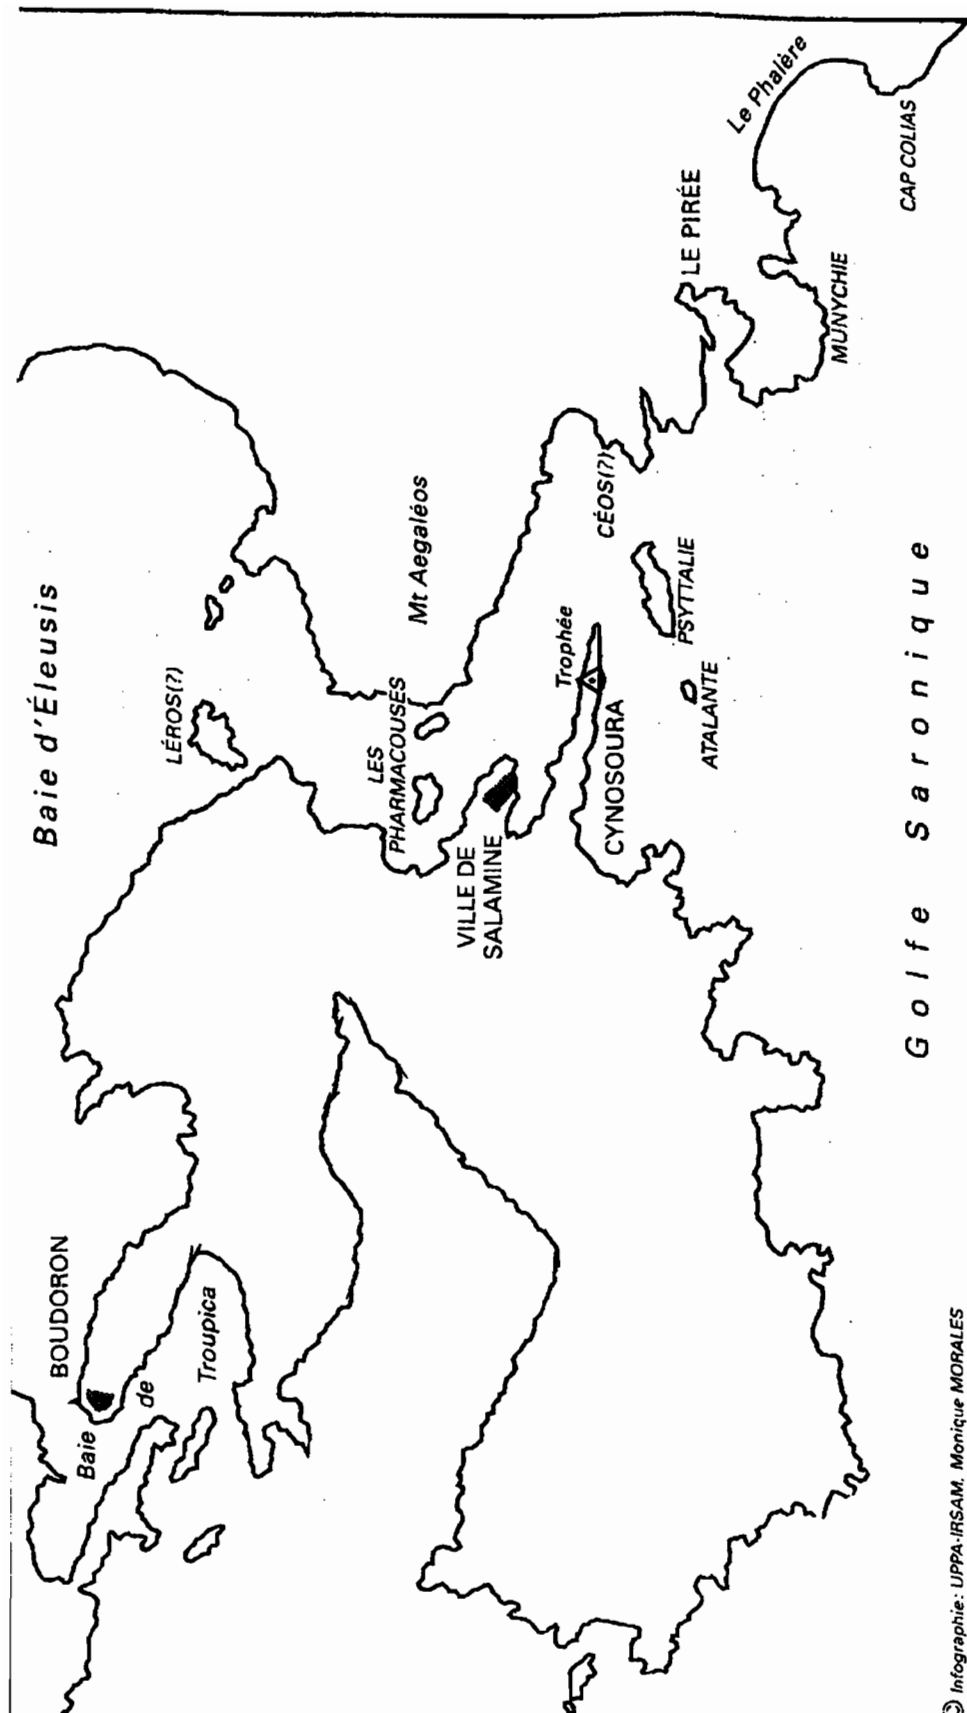 Baie d'Éleusis
LÉROS(?)
Mt Aegaléos
LES
PHARMACOUSES
VILLE DE
SALAMINE
Trophée
CYNOSOURA
CÉOS(?)
PSYTTALIE
ATALANTE
LE PIRÉE
Le Phalère
MUNYCHIE
CAP COLIAS
BOUDORON
Baie
de
Troupica
Golfe Saronique
© Infographie: UPPA-IRSAM, Monique MORALES